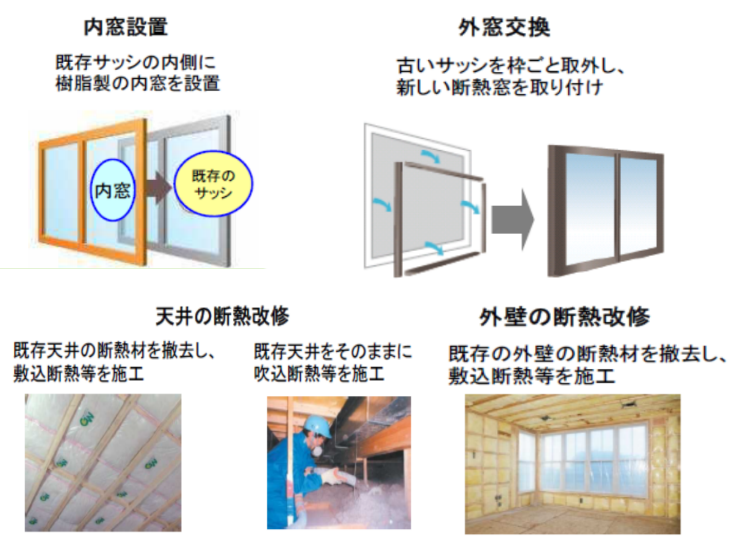 内窓設置
既存サッシの内側に
樹脂製の内窓を設置
内窓
既存の
サッシ
外窓交換
古いサッシを枠ごと取外し、
新しい断熱窓を取り付け
天井の断熱改修
既存天井の断熱材を撤去し、
敷込断熱等を施工
既存天井をそのままに
吹込断熱等を施工
外壁の断熱改修
既存の外壁の断熱材を撤去し、
敷込断熱等を施工